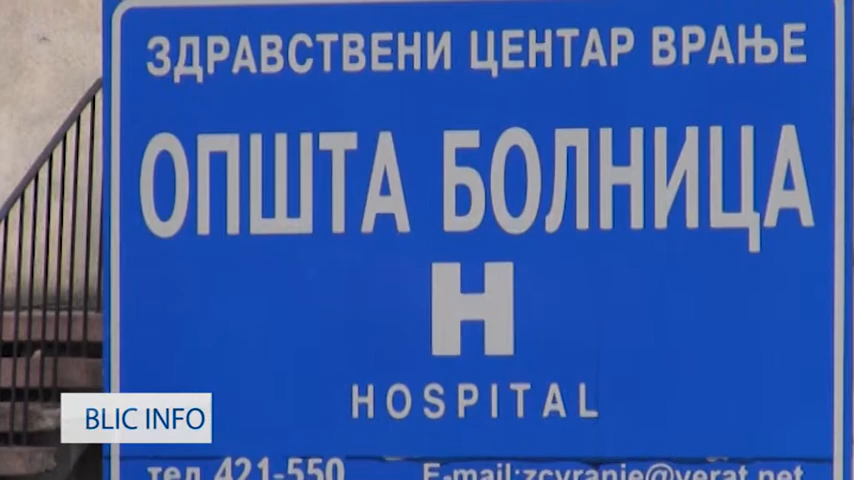 ЗДРАВСТВЕНИ ЦЕНТАР ВРАЊЕ
ОПШТА БОЛНИЦА
H
HOSPITAL
BLIC INFO
тел 421-550 E-mail:zcvranje@verat.net